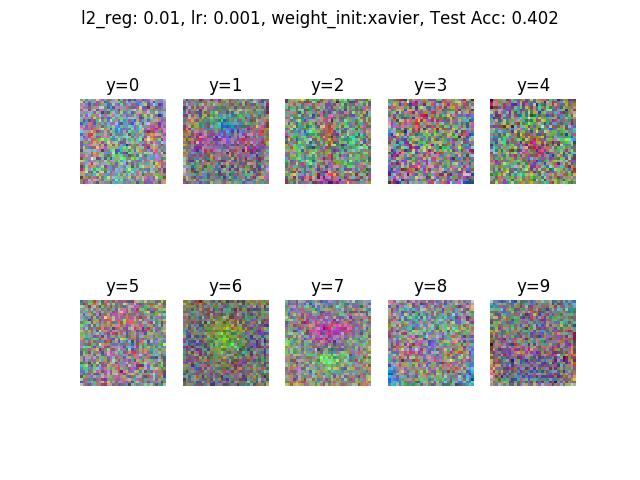 l2_reg: 0.01, lr: 0.001, weight_init:xavier, Test Acc: 0.402
y=0 y=1 y=2 y=3 y=4
y=5 y=6 y=7 y=8 y=9